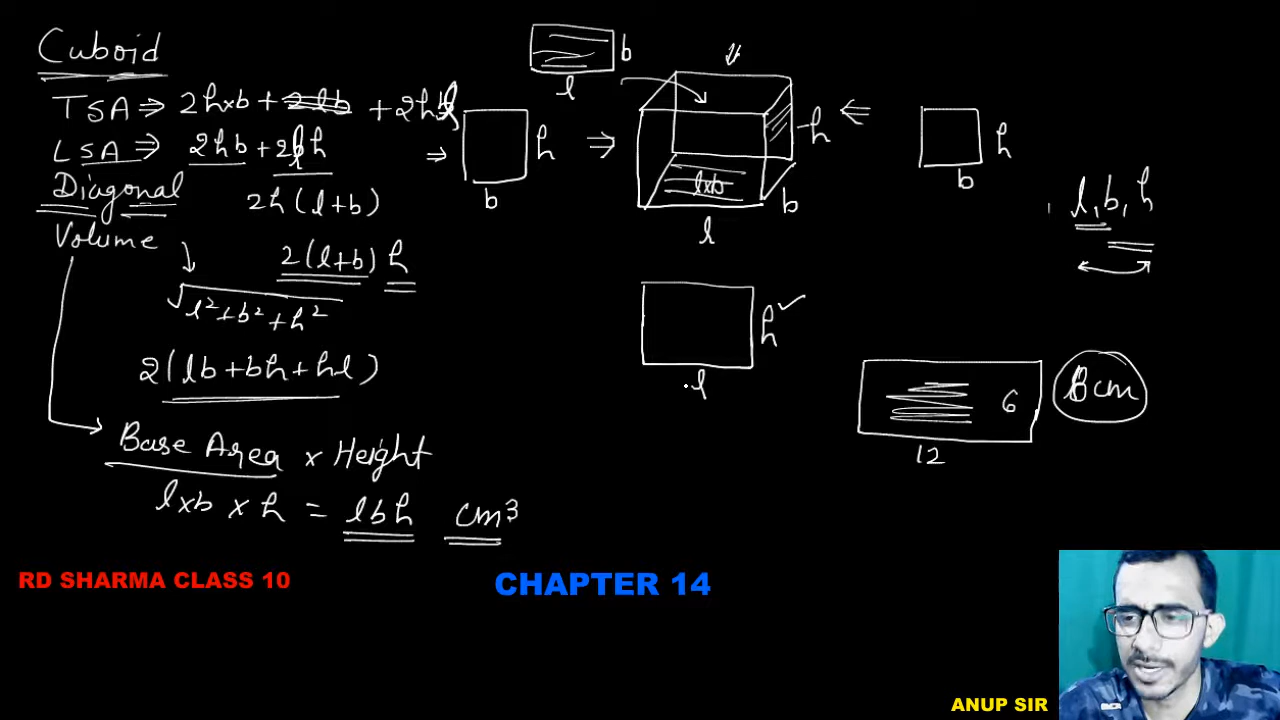 Cuboid
TSA ⇒ 2h×b + 2lb + 2hl
LSA ⇒ 2hb + 2lh
Diagonal
2h(l+b)
Volume
2(l+b) h
√l²+b²+h²
2(lb+bh+hl)
Base Area × Height
l×b × h = lbh cm³
b
l
⇒ h
b
⇒
l×b
h ⇐
b
l
h
b
l, b, h
h ✓
l
6
12
8cm
RD SHARMA CLASS 10
CHAPTER 14
ANUP SIR